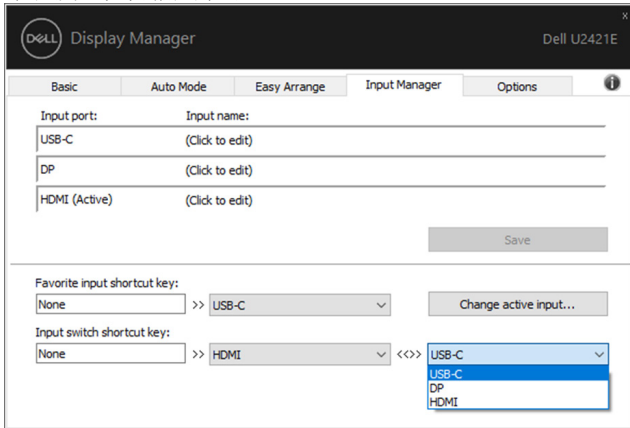 x
DELL Display Manager Dell U2421E
Basic Auto Mode Easy Arrange Input Manager Options i
Input port: Input name:
USB-C (Click to edit)
DP (Click to edit)
HDMI (Active) (Click to edit)
Save
Favorite input shortcut key:
None >> USB-C Change active input...
Input switch shortcut key:
None >> HDMI <<>> USB-C
USB-C
DP
HDMI